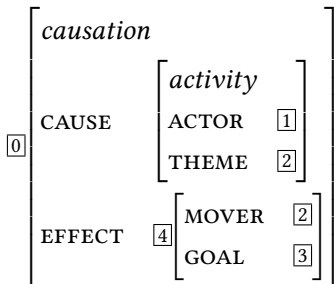 causation
activity
CAUSE ACTOR 1
0 THEME 2
EFFECT 4 MOVER 2
GOAL 3